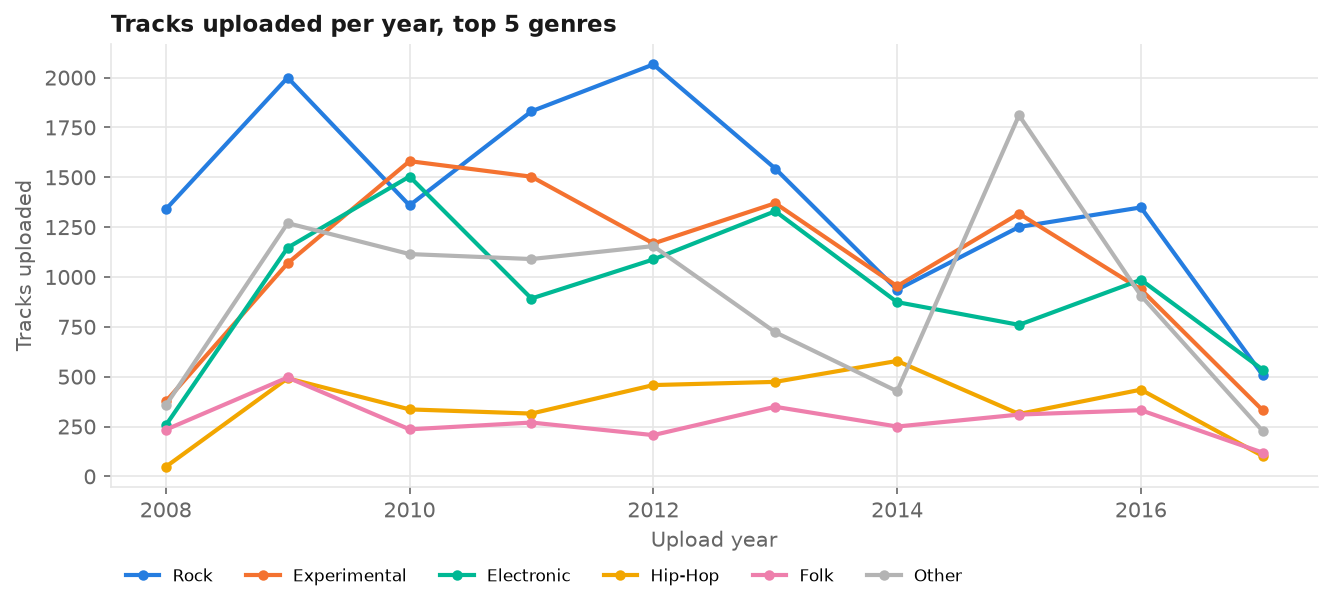 Tracks uploaded per year, top 5 genres
2000
1750
1500
1250
1000
750
500
250
0
Tracks uploaded
2008 2010 2012 2014 2016
Upload year
Rock Experimental Electronic Hip-Hop Folk Other